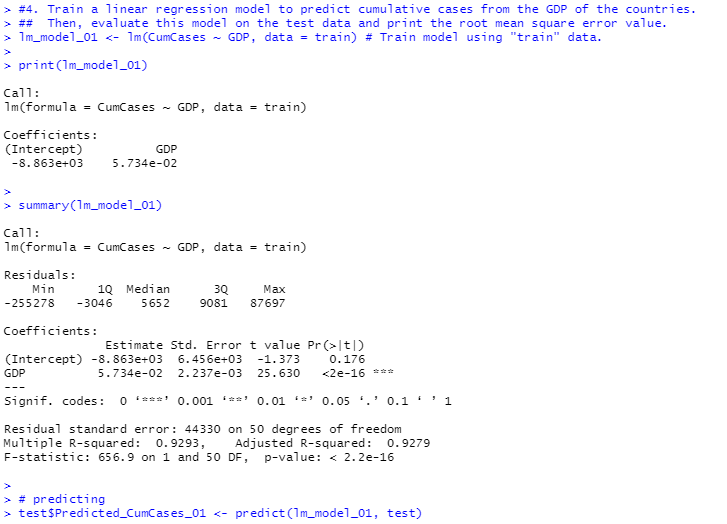 > #4. Train a linear regression model to predict cumulative cases from the GDP of the countries.
> ## Then, evaluate this model on the test data and print the root mean square error value.
> lm_model_01 <- lm(CumCases ~ GDP, data = train) # Train model using "train" data.
>
> print(lm_model_01)
Call:
lm(formula = CumCases ~ GDP, data = train)
Coefficients:
(Intercept)          GDP
 -8.863e+03    5.734e-02
>
> summary(lm_model_01)
Call:
lm(formula = CumCases ~ GDP, data = train)
Residuals:
    Min      1Q  Median      3Q     Max
-255278   -3046    5652    9081   87697
Coefficients:
              Estimate Std. Error t value Pr(>|t|)
(Intercept) -8.863e+03  6.456e+03  -1.373    0.176
GDP          5.734e-02  2.237e-03  25.630   <2e-16 ***
---
Signif. codes:  0 ‘***’ 0.001 ‘**’ 0.01 ‘*’ 0.05 ‘.’ 0.1 ‘ ’ 1
Residual standard error: 44330 on 50 degrees of freedom
Multiple R-squared:  0.9293,    Adjusted R-squared:  0.9279
F-statistic: 656.9 on 1 and 50 DF,  p-value: < 2.2e-16
>
> # predicting
> test$Predicted_CumCases_01 <- predict(lm_model_01, test)